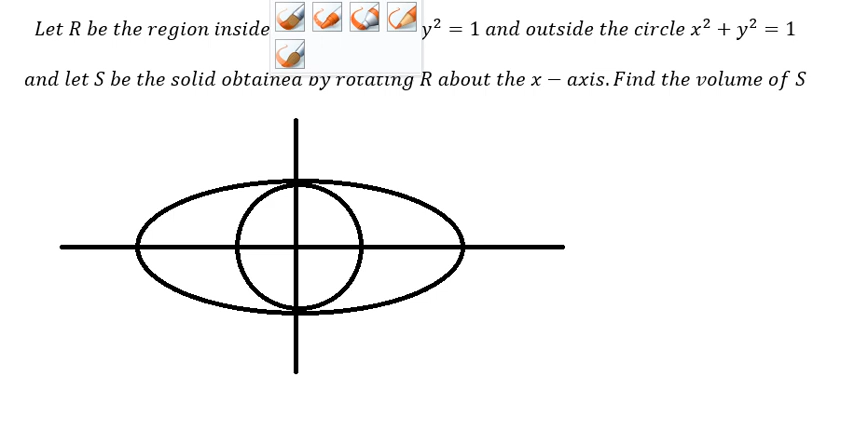 Let R be the region inside y² = 1 and outside the circle x² + y² = 1
and let S be the solid obtained by rotating R about the x − axis. Find the volume of S